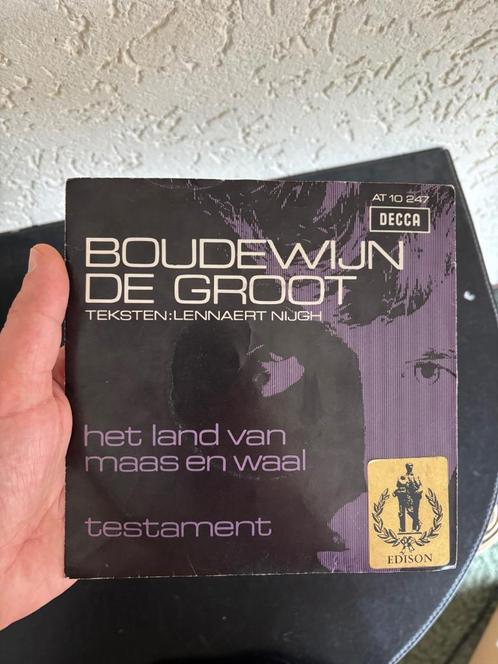 AT 10 247
DECCA
BOUDEWIJN
DE GROOT
TEKSTEN:LENNAERT NIJGH
het land van
maas en waal
testament
EDISON